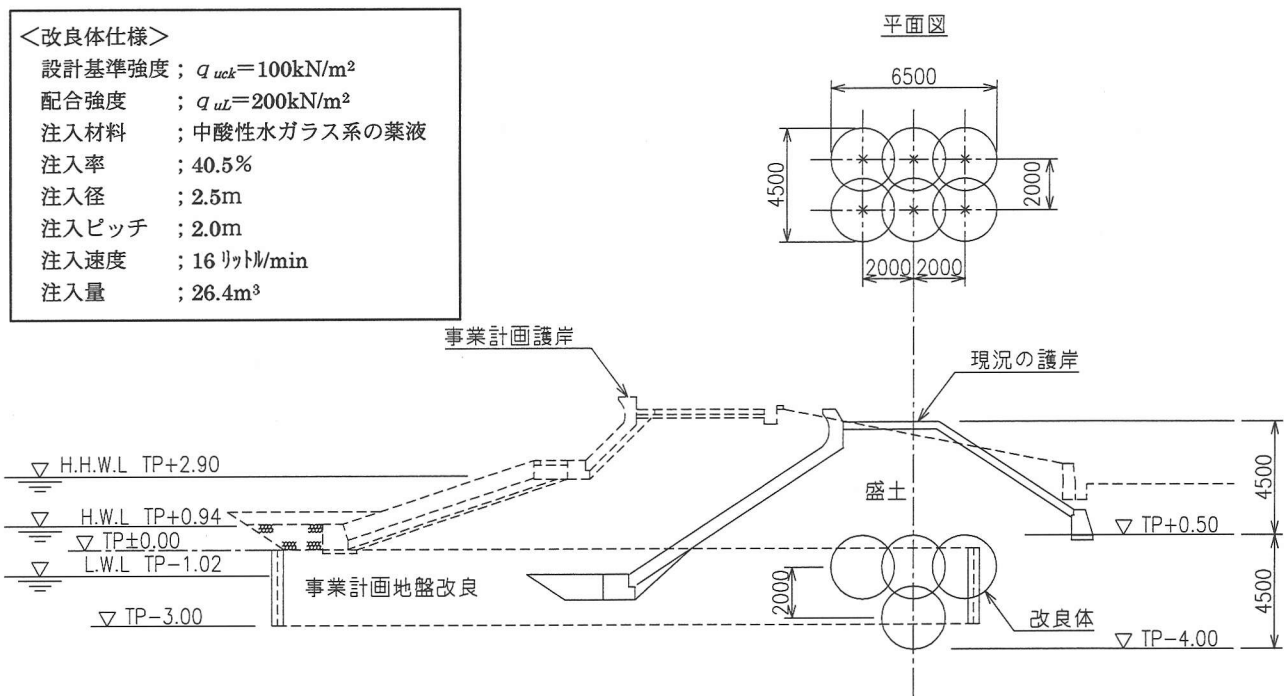 ＜改良体仕様＞
設計基準強度 ; quck=100kN/m²
配合強度 ; quL=200kN/m²
注入材料 ; 中酸性水ガラス系の薬液
注入率 ; 40.5%
注入径 ; 2.5m
注入ピッチ ; 2.0m
注入速度 ; 16 リットル/min
注入量 ; 26.4m³
平面図
6500
4500
2000
2000
2000
事業計画護岸
現況の護岸
▽ H.H.W.L TP+2.90
盛土
4500
▽ H.W.L TP+0.94
▽ TP+0.50
▽ TP±0.00
▽ L.W.L TP-1.02
事業計画地盤改良
2000
4500
改良体
▽ TP-3.00
▽ TP-4.00